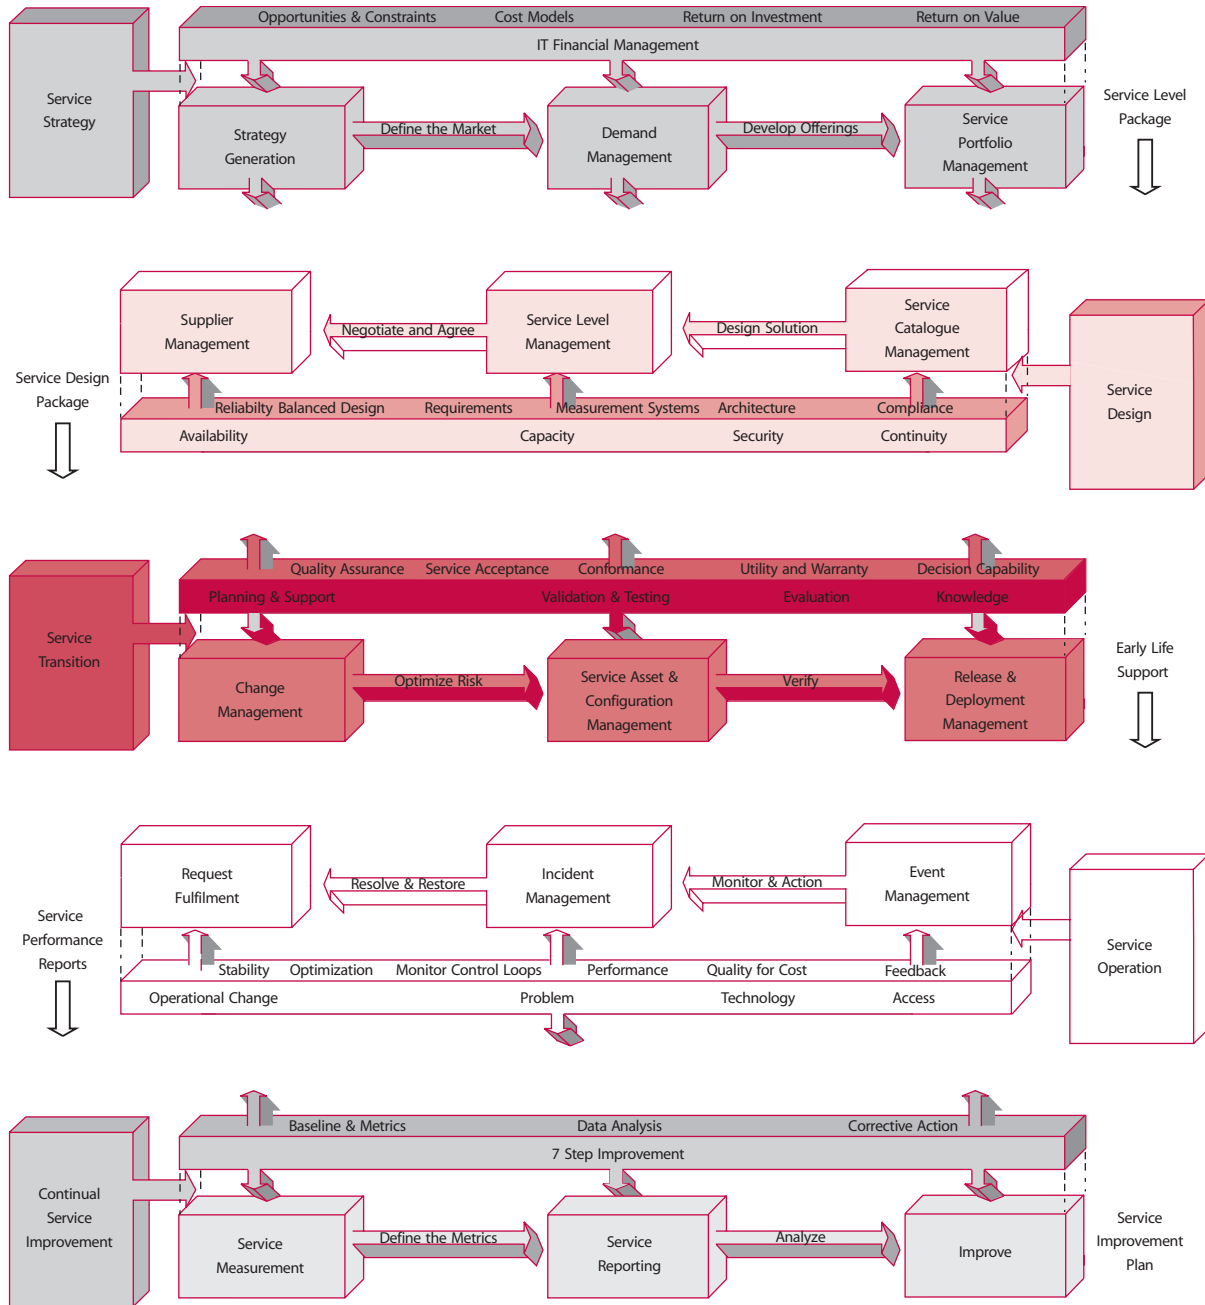 Opportunities & Constraints Cost Models Return on Investment Return on Value
IT Financial Management
Service
Strategy
Strategy
Generation
Define the Market
Demand
Management
Develop Offerings
Service
Portfolio
Management
Service Level
Package
Supplier
Management
Negotiate and Agree
Service Level
Management
Design Solution
Service
Catalogue
Management
Service Design
Package
Reliabilty Balanced Design Requirements Measurement Systems Architecture Compliance
Availability Capacity Security Continuity
Service
Design
Quality Assurance Service Acceptance Conformance Utility and Warranty Decision Capability
Planning & Support Validation & Testing Evaluation Knowledge
Service
Transition
Change
Management
Optimize Risk
Service Asset &
Configuration
Management
Verify
Release &
Deployment
Management
Early Life
Support
Request
Fulfilment
Resolve & Restore
Incident
Management
Monitor & Action
Event
Management
Service
Performance
Reports
Stability Optimization Monitor Control Loops Performance Quality for Cost Feedback
Operational Change Problem Technology Access
Service
Operation
Baseline & Metrics Data Analysis Corrective Action
7 Step Improvement
Continual
Service
Improvement
Service
Measurement
Define the Metrics
Service
Reporting
Analyze
Improve
Service
Improvement
Plan